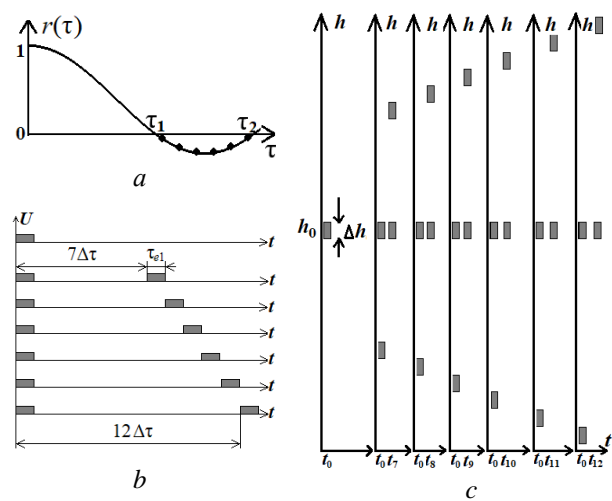 r(τ)
1
0
τ₁
τ₂
τ
a
U
t
7Δτ
τₑ₁
t
t
t
t
t
t
12Δτ
b
h h h h h h h
h₀
Δh
t
t₀ t₀ t₇ t₀ t₈ t₀ t₉ t₀ t₁₀ t₀ t₁₁ t₀ t₁₂
c